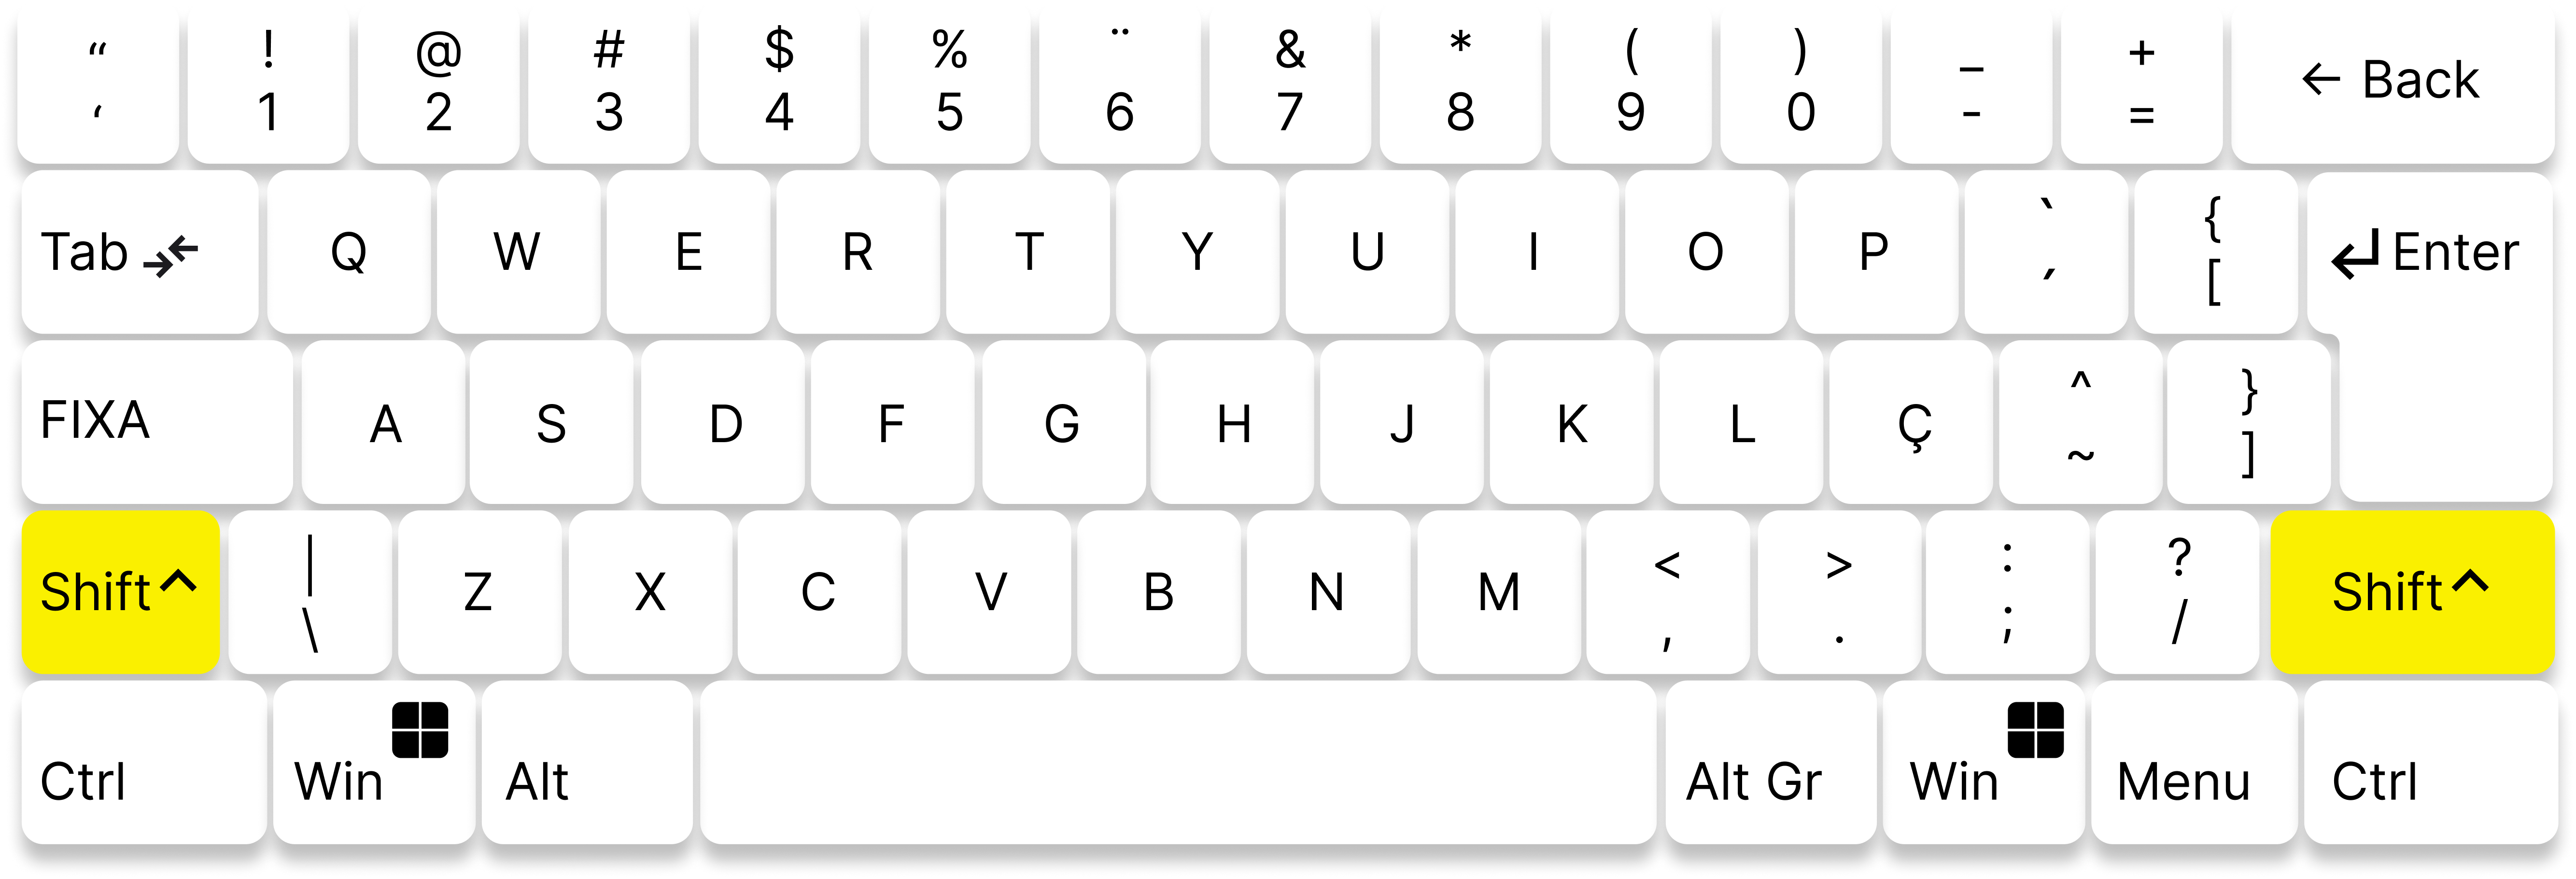 “ ! @ # $ % ¨ & * ( ) _ +
‘ 1 2 3 4 5 6 7 8 9 0 - = ← Back
Tab Q W E R T Y U I O P ` ´ { [ ↵ Enter
FIXA A S D F G H J K L Ç ^ ~ } ]
Shift ^ | \ Z X C V B N M < , > . : ; ? / Shift ^
Ctrl Win Alt Alt Gr Win Menu Ctrl